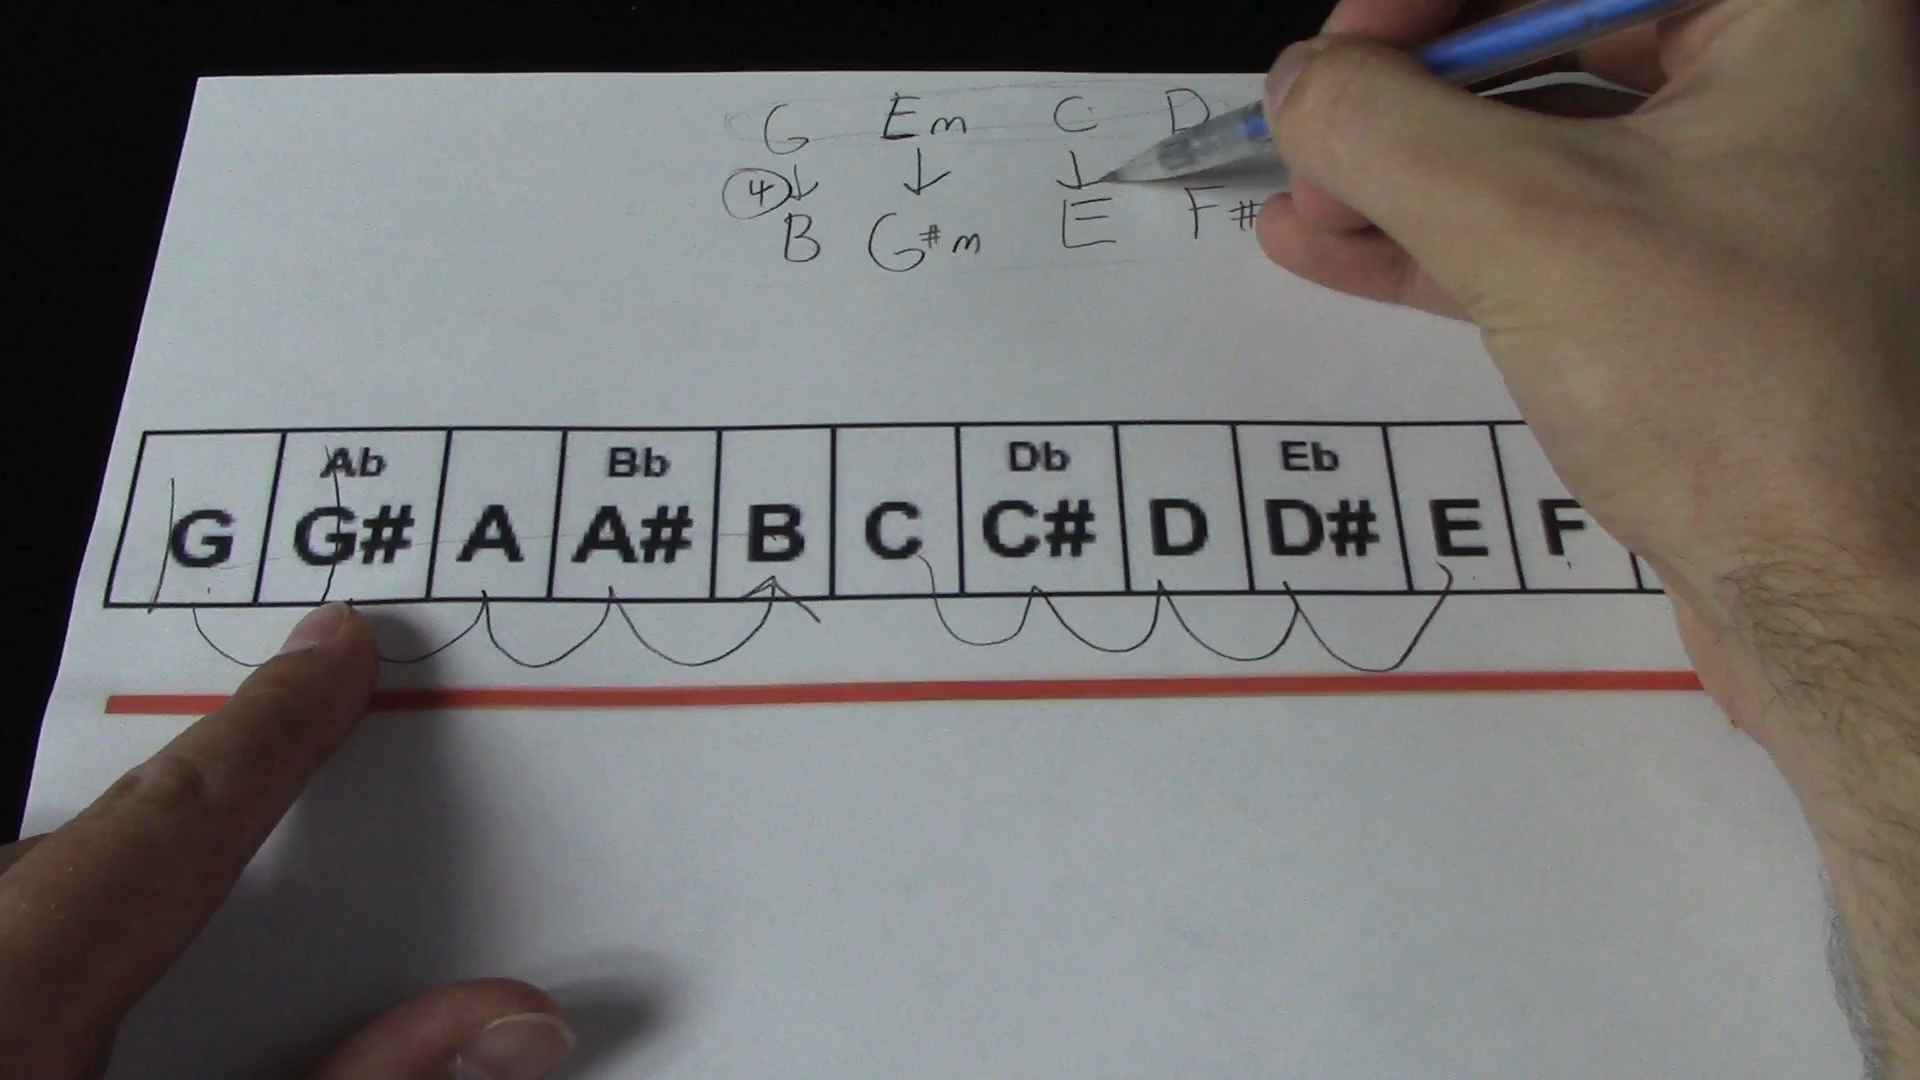 G Em C D
4
B G#m E F#
Ab Bb Db Eb
G G# A A# B C C# D D# E F